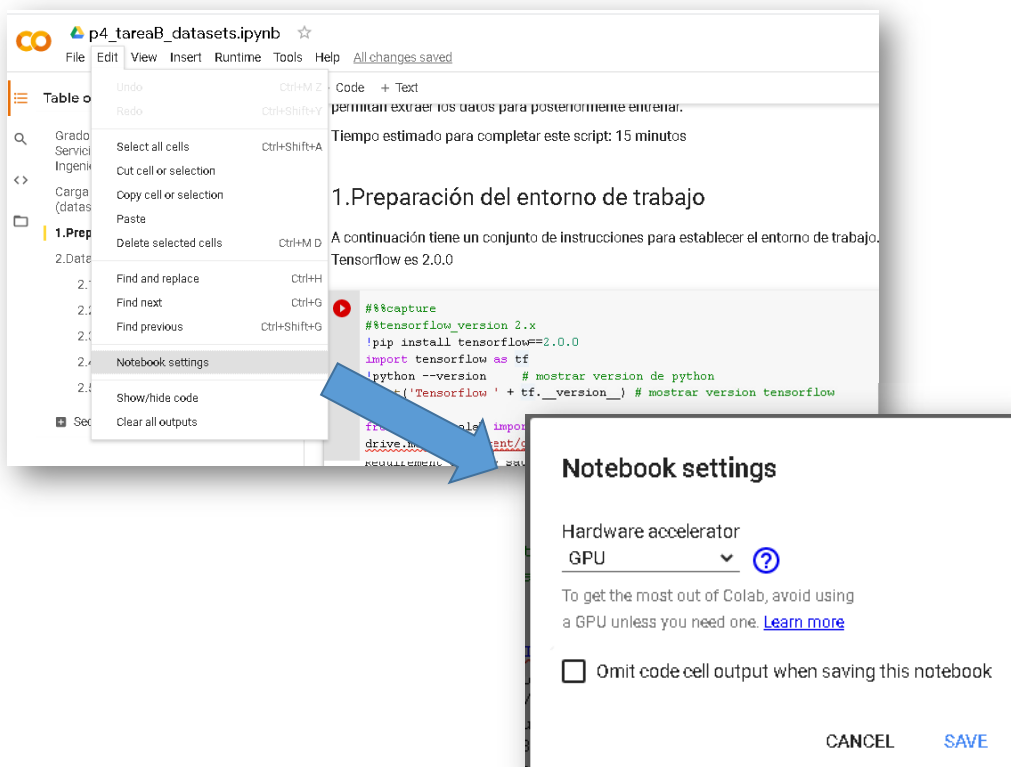 p4_tareaB_datasets.ipynb
File Edit View Insert Runtime Tools Help All changes saved
Table o
Grado
Servici
Ingenie
Carga
(datas
1.Prep
2.Data
2.
2.
2.
2.
2.
Sec
Undo Ctrl+M Z
Redo Ctrl+Shift+Y
Select all cells Ctrl+Shift+A
Cut cell or selection
Copy cell or selection
Paste
Delete selected cells Ctrl+M D
Find and replace Ctrl+H
Find next Ctrl+G
Find previous Ctrl+Shift+G
Notebook settings
Show/hide code
Clear all outputs
Code + Text
permitan extraer los datos para posteriormente entrenar.
Tiempo estimado para completar este script: 15 minutos
1.Preparación del entorno de trabajo
A continuación tiene un conjunto de instrucciones para establecer el entorno de trabajo.
Tensorflow es 2.0.0
#%%capture
#%tensorflow_version 2.x
!pip install tensorflow==2.0.0
import tensorflow as tf
!python --version # mostrar version de python
t('Tensorflow ' + tf.__version__) # mostrar version tensorflow
drive.m
Requirement
Notebook settings
Hardware accelerator
GPU
To get the most out of Colab, avoid using
a GPU unless you need one. Learn more
Omit code cell output when saving this notebook
CANCEL SAVE